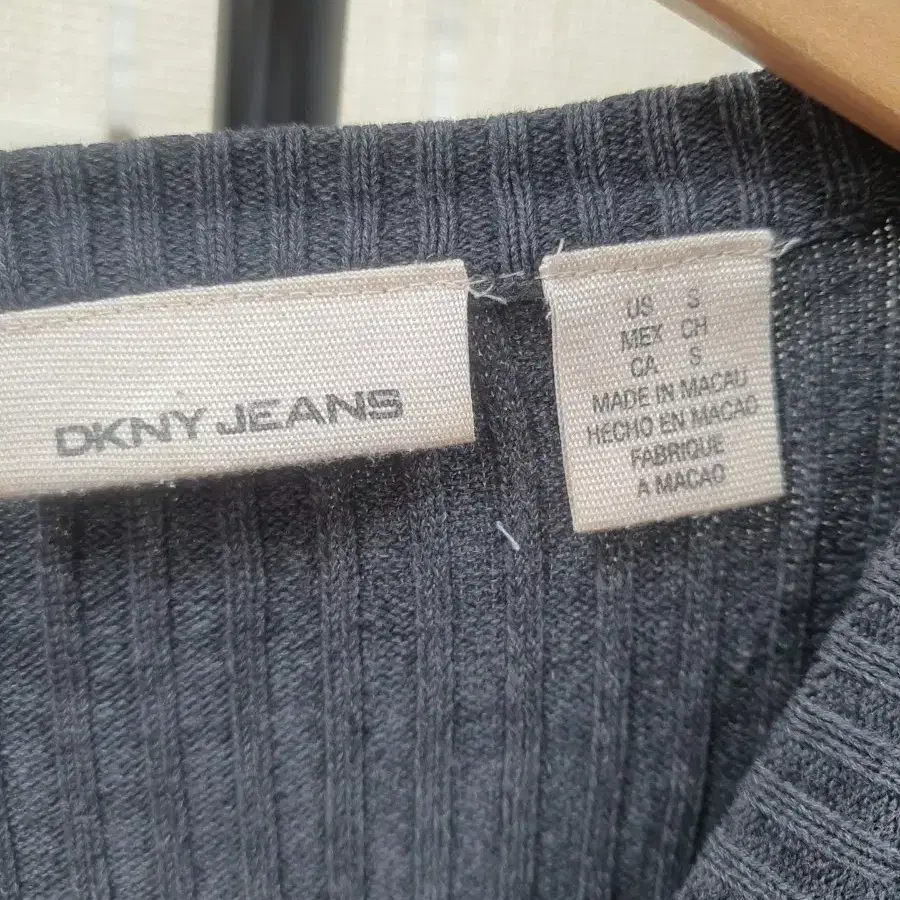 DKNY JEANS
US S
MEX CH
CA S
MADE IN MACAU
HECHO EN MACAO
FABRIQUE
A MACAO